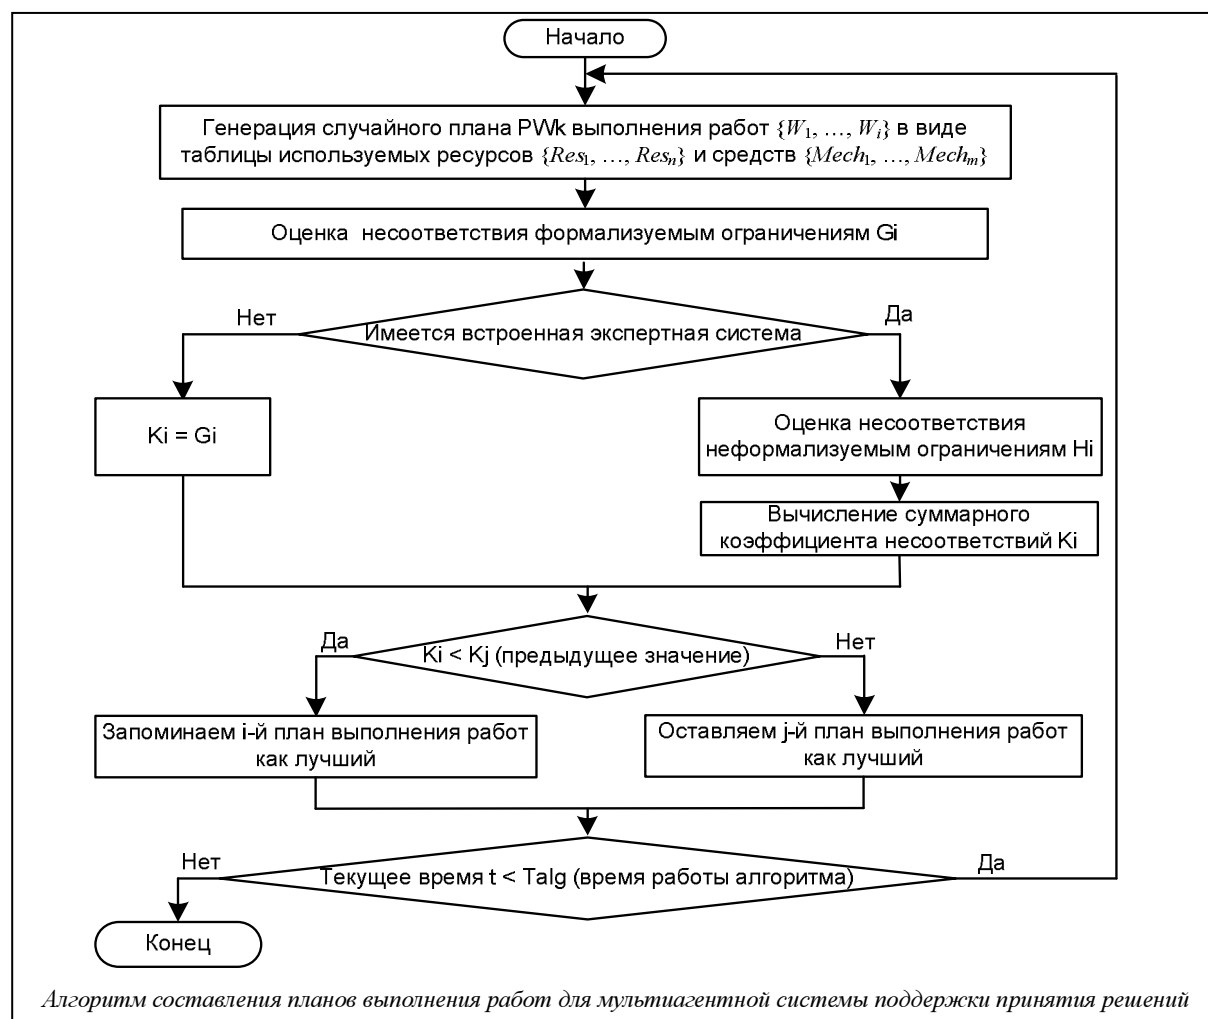 Начало
Генерация случайного плана PWk выполнения работ {W1, …, Wi} в виде
таблицы используемых ресурсов {Res1, …, Resn} и средств {Mech1, …, Mechm}
Оценка несоответствия формализуемым ограничениям Gi
Нет
Да
Имеется встроенная экспертная система
Ki = Gi
Оценка несоответствия
неформализуемым ограничениям Hi
Вычисление суммарного
коэффициента несоответствий Ki
Да
Нет
Ki < Kj (предыдущее значение)
Запоминаем i-й план выполнения работ
как лучший
Оставляем j-й план выполнения работ
как лучший
Нет
Да
Текущее время t < Talg (время работы алгоритма)
Конец
Алгоритм составления планов выполнения работ для мультиагентной системы поддержки принятия решений